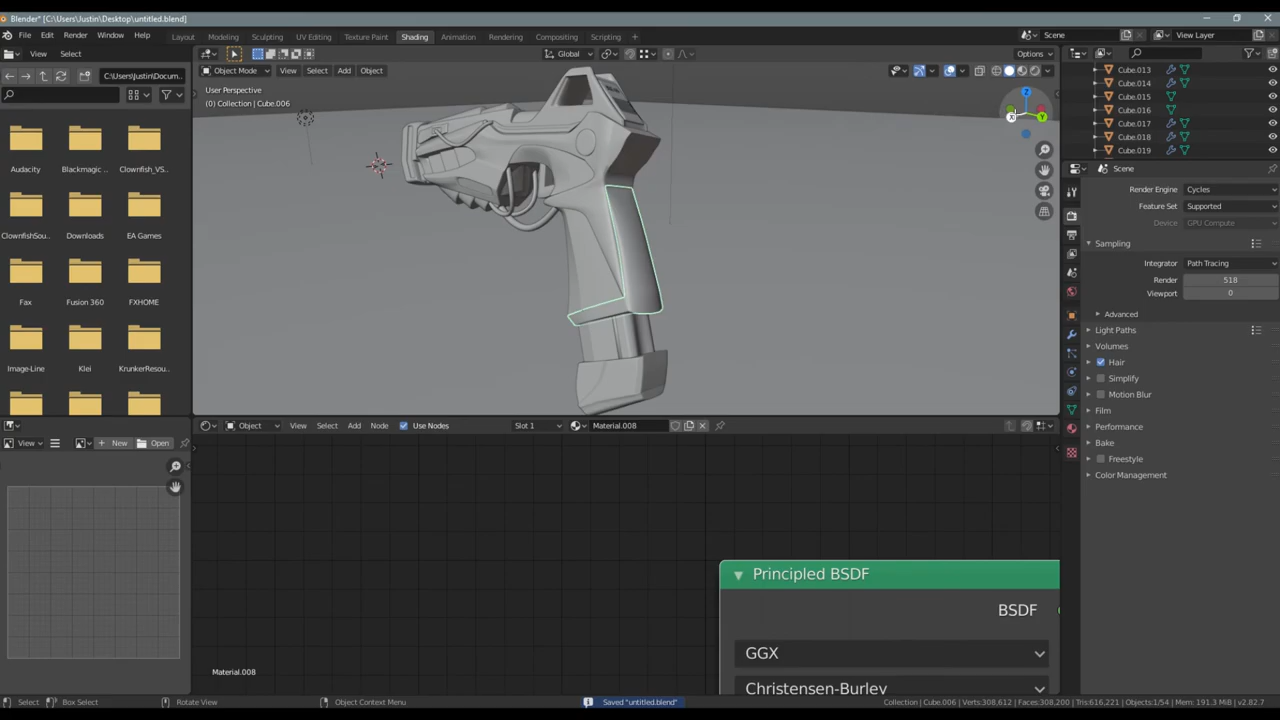 Blender* [C:\Users\Justin\Desktop\untitled.blend]
File Edit Render Window Help
Layout Modeling Sculpting UV Editing Texture Paint Shading Animation Rendering Compositing Scripting +
Scene View Layer
View Select
Global
Options
C:\Users\Justin\Docum..
Object Mode View Select Add Object
User Perspective
(0) Collection | Cube.006
Audacity Blackmagic .. Clownfish_VS..
ClownfishSou.. Downloads EA Games
Fax Fusion 360 FXHOME
Image-Line Klei KrunkerResou..
Z Y X
Cube.013
Cube.014
Cube.015
Cube.016
Cube.017
Cube.018
Cube.019
Scene
Render Engine Cycles
Feature Set Supported
Device GPU Compute
Sampling
Integrator Path Tracing
Render 518
Viewport 0
Advanced
Light Paths
Volumes
Hair
Simplify
Motion Blur
Film
Performance
Bake
Freestyle
Color Management
View New Open
Object View Select Add Node Use Nodes Slot 1 Material.008
Principled BSDF
BSDF
GGX
Christensen-Burley
Material.008
Select Box Select Rotate View Object Context Menu Saved "untitled.blend" Collection | Cube.006 | Verts:308,612 | Faces:308,200 | Tris:616,221 | Objects:1/54 | Mem: 191.3 MiB | v2.82.7